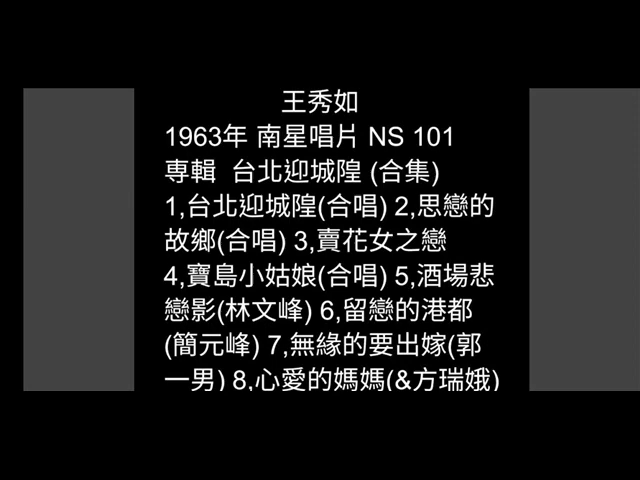 王秀如
1963年 南星唱片 NS 101
專輯 台北迎城隍 (合集)
1,台北迎城隍(合唱) 2,思戀的
故鄉(合唱) 3,賣花女之戀
4,寶島小姑娘(合唱) 5,酒場悲
戀影(林文峰) 6,留戀的港都
(簡元峰) 7,無緣的要出嫁(郭
一男) 8,心愛的媽媽(&方瑞娥)